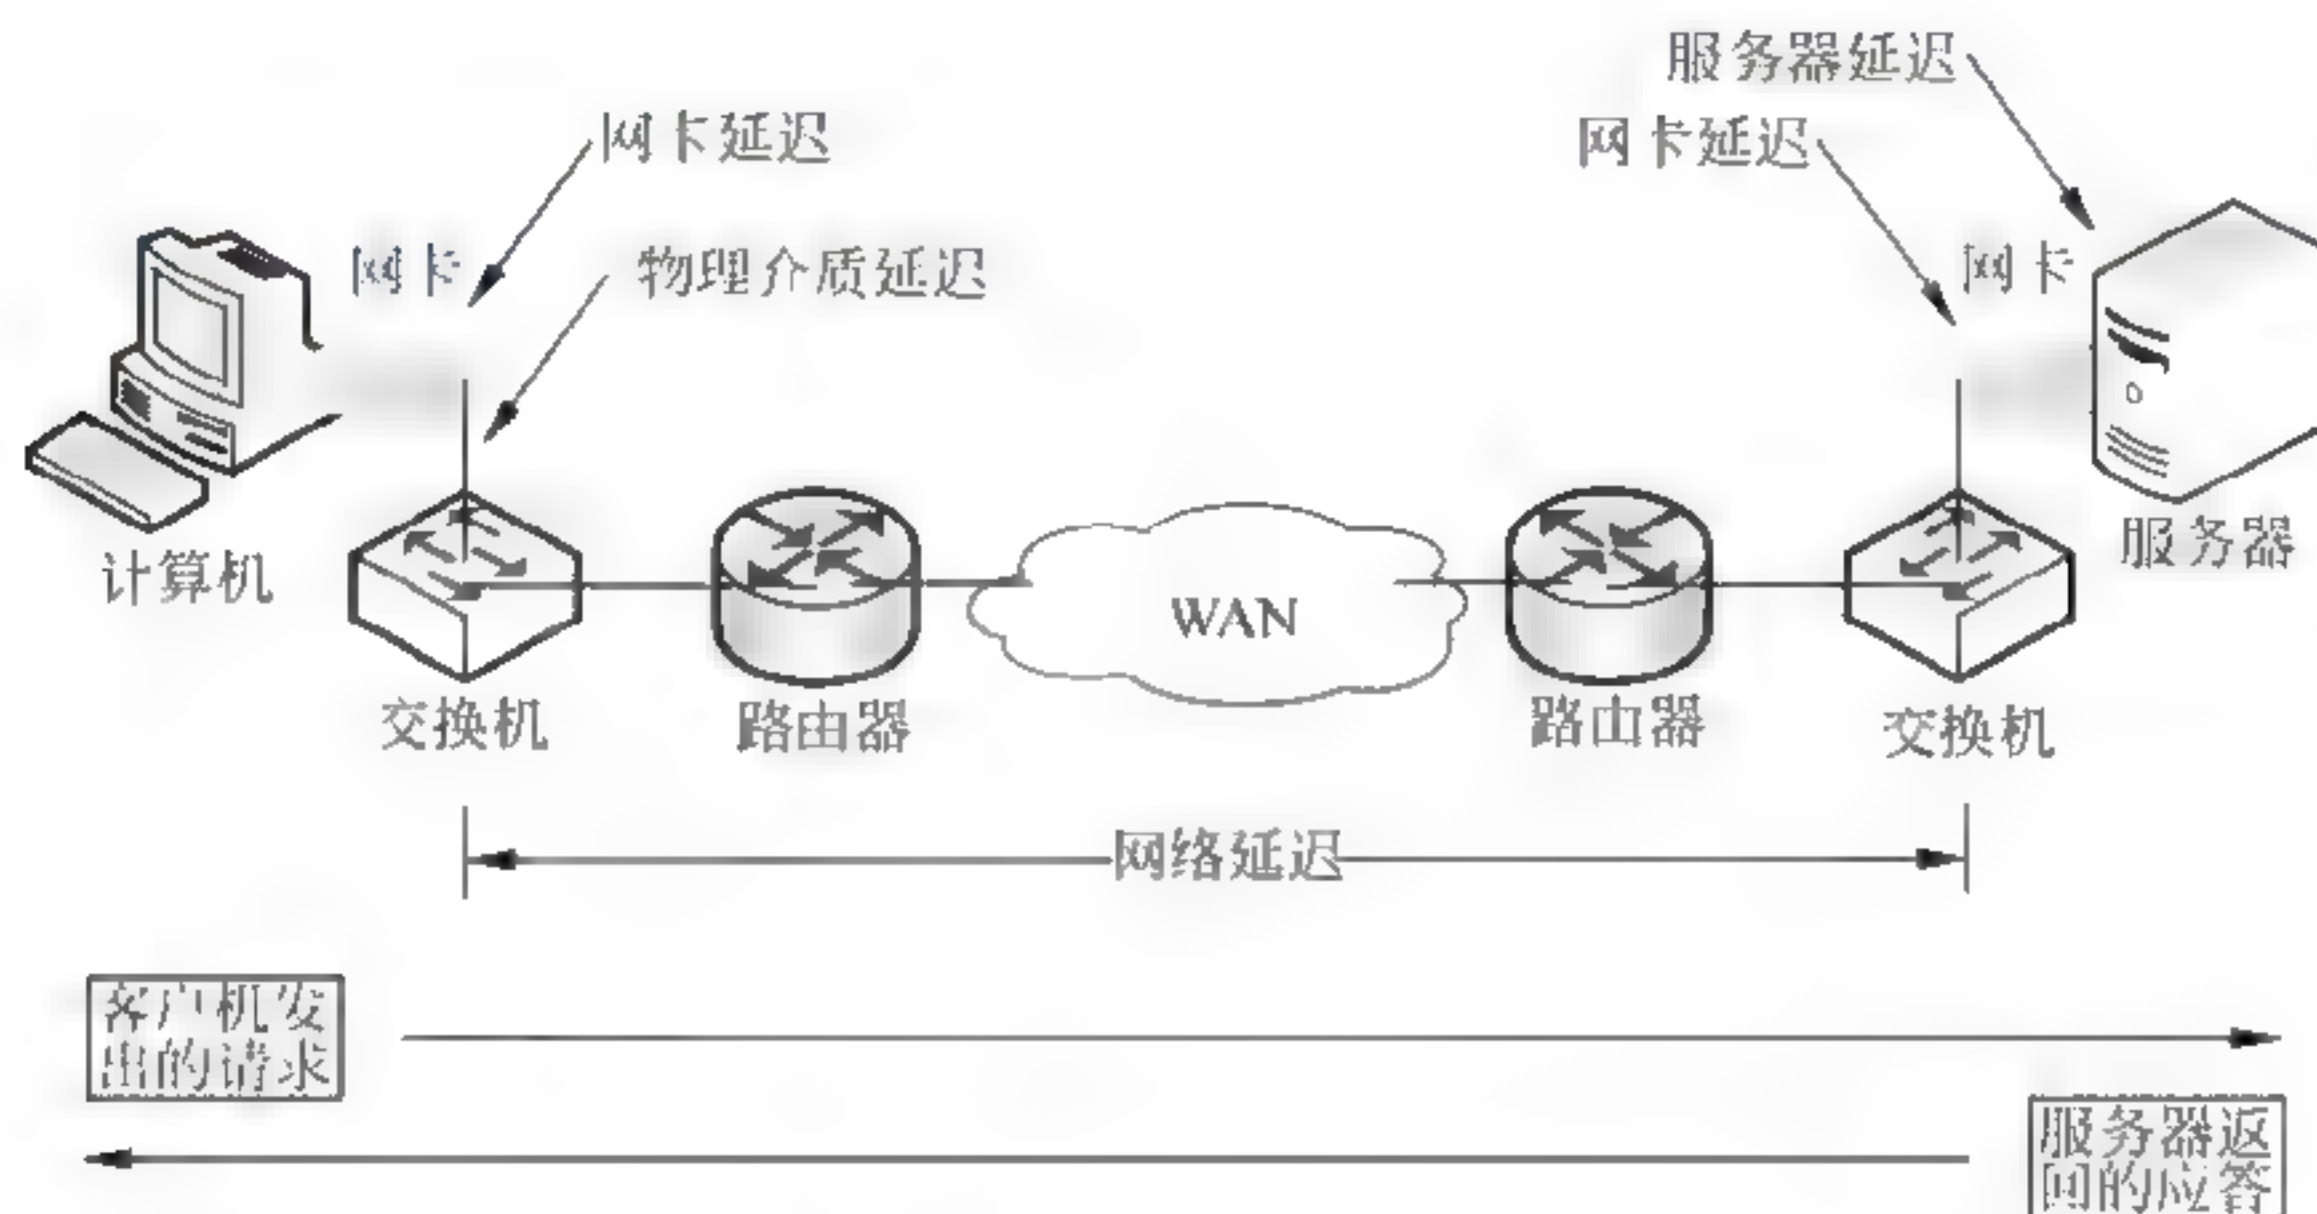 服务器延迟
网卡延迟
网卡延迟
网卡
物理介质延迟
网卡
计算机
服务器
WAN
交换机
路由器
路由器
交换机
网络延迟
客户机发
出的请求
服务器返
回的应答